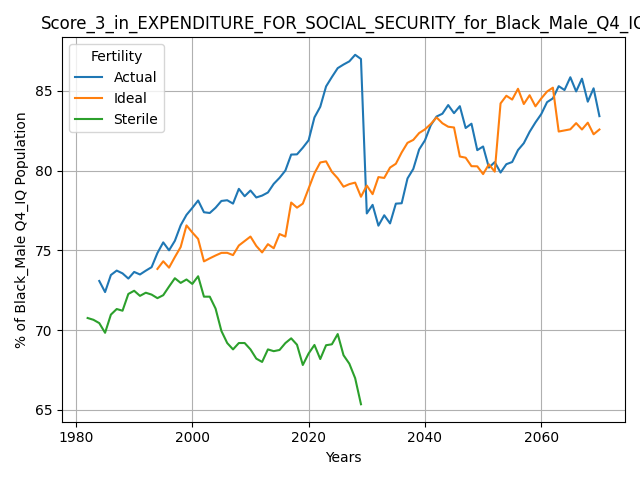 Score_3_in_EXPENDITURE_FOR_SOCIAL_SECURITY_for_Black_Male_Q4_IQ
Fertility
Actual
Ideal
Sterile
% of Black_Male Q4_IQ Population
85
80
75
70
65
1980
2000
2020
2040
2060
Years